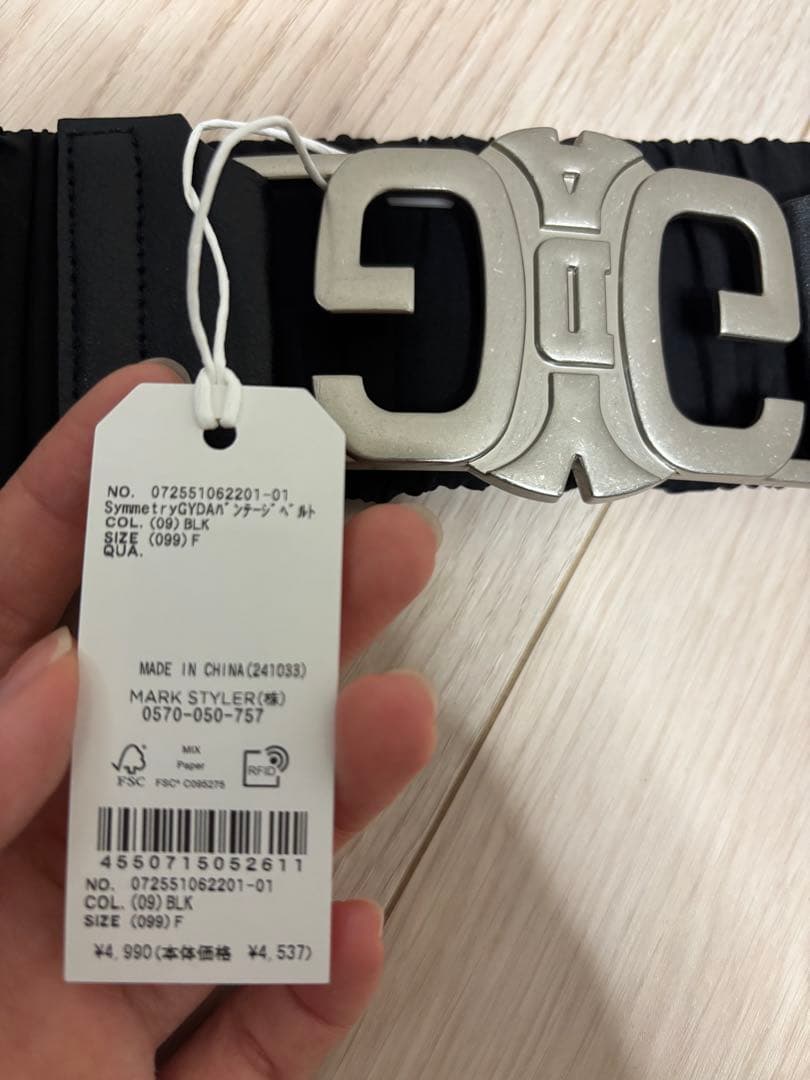 GYDA
NO. 072551062201-01
SymmetryGYDAﾊﾞﾝﾃｰｼﾞﾍﾞﾙﾄ
COL. (09) BLK
SIZE (099) F
QUA.
MADE IN CHINA(241033)
MARK STYLER(株)
0570-050-757
FSC
MIX
Paper
FSC® C095275
RFID
4550715052611
NO. 072551062201-01
COL. (09) BLK
SIZE (099) F
¥4,990(本体価格 ¥4,537)